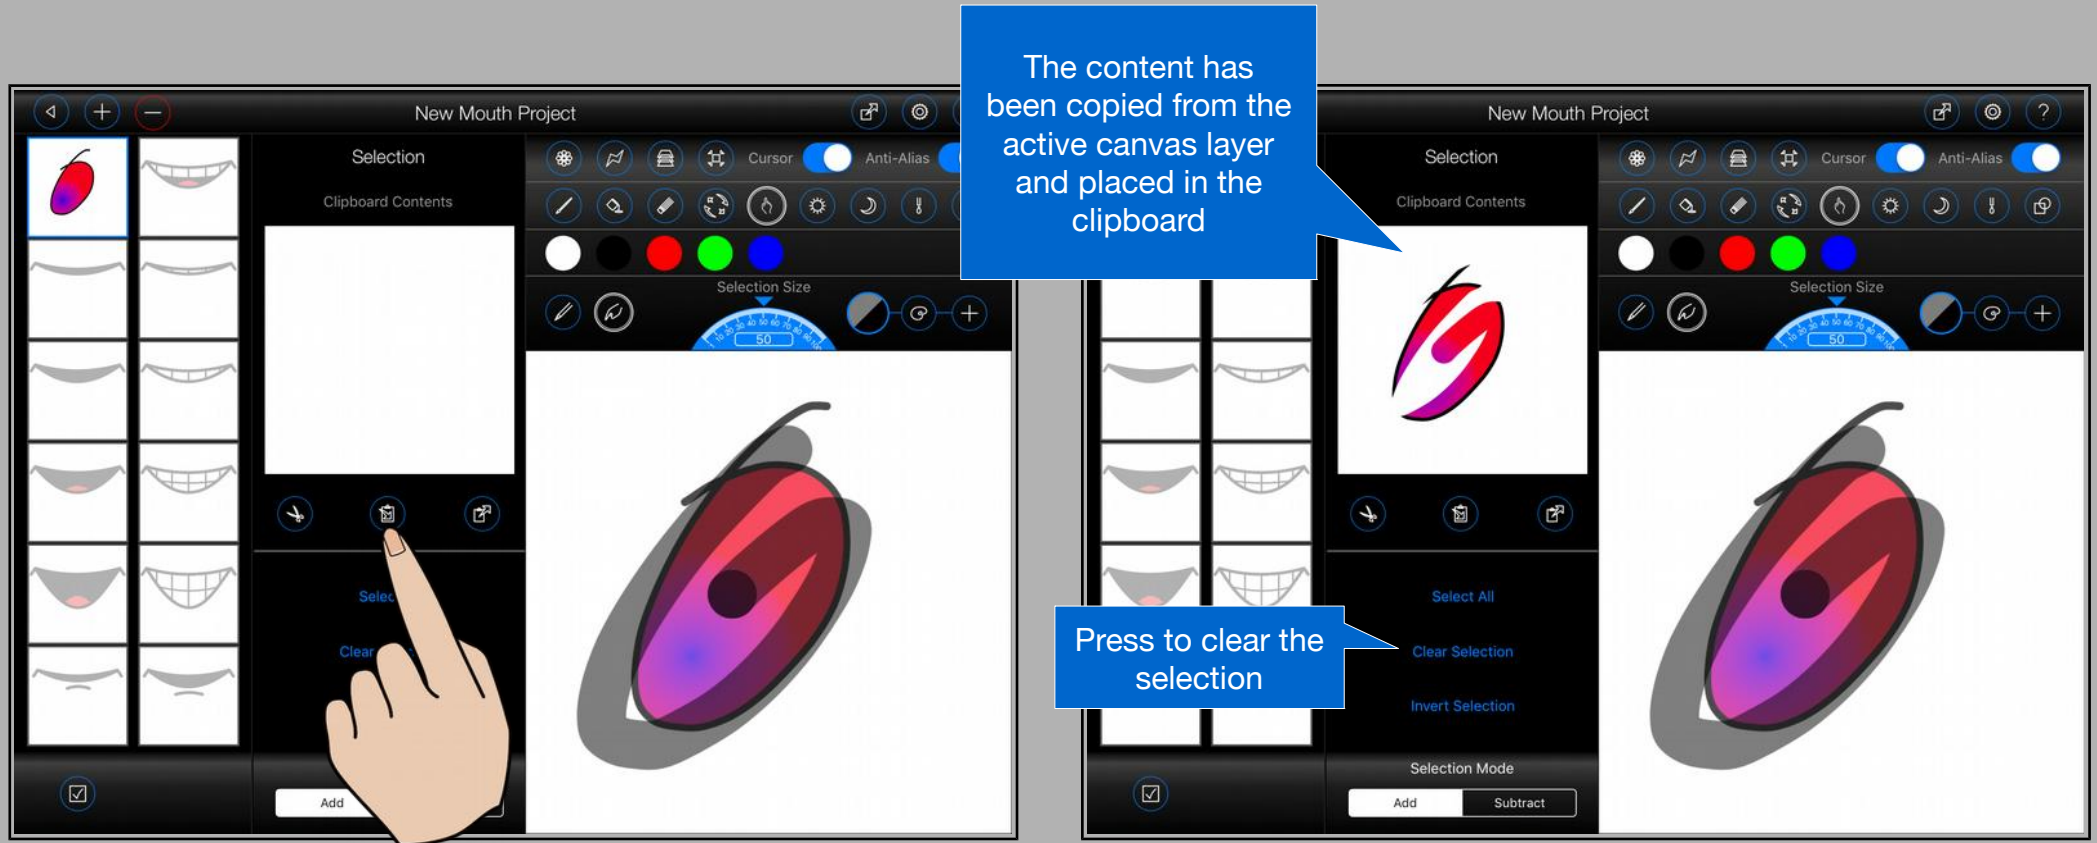 The content has
been copied from the
active canvas layer
and placed in the
clipboard
New Mouth Project
Selection
Clipboard Contents
Cursor
Anti-Alias
Selection Size
50
Clear
Add
New Mouth Project
?
Selection
Clipboard Contents
Cursor
Anti-Alias
Selection Size
50
Select All
Press to clear the
selection
Clear Selection
Invert Selection
Selection Mode
Add
Subtract